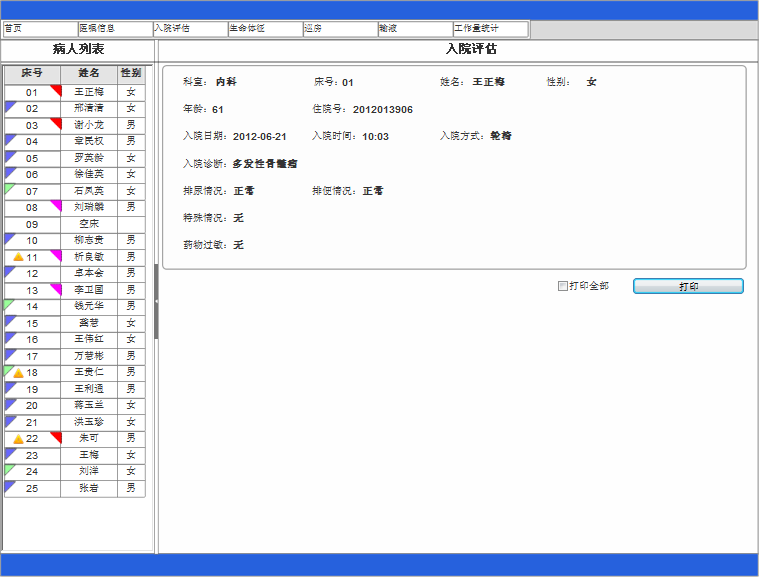 首页 医嘱信息 入院评估 生命体征 巡房 输液 工作量统计
病人列表
床号 姓名 性别
01 王正梅 女
02 邢清清 女
03 谢小龙 男
04 章民权 男
05 罗英龄 女
06 徐佳英 女
07 石凤英 女
08 刘瑞麟 男
09 空床
10 柳志贵 男
11 析良敏 男
12 卓本会 男
13 李卫国 男
14 钱元华 男
15 龚慧 女
16 王伟红 女
17 万慧彬 男
18 王贵仁 男
19 王利通 男
20 蒋玉兰 女
21 洪玉珍 女
22 朱可 男
23 王梅 女
24 刘洋 女
25 张岩 男
入院评估
科室：内科 床号：01 姓名：王正梅 性别： 女
年龄：61 住院号：2012013906
入院日期：2012-06-21 入院时间：10:03 入院方式：轮椅
入院诊断：多发性骨髓瘤
排尿情况：正常 排便情况：正常
特殊情况：无
药物过敏：无
打印全部 打印